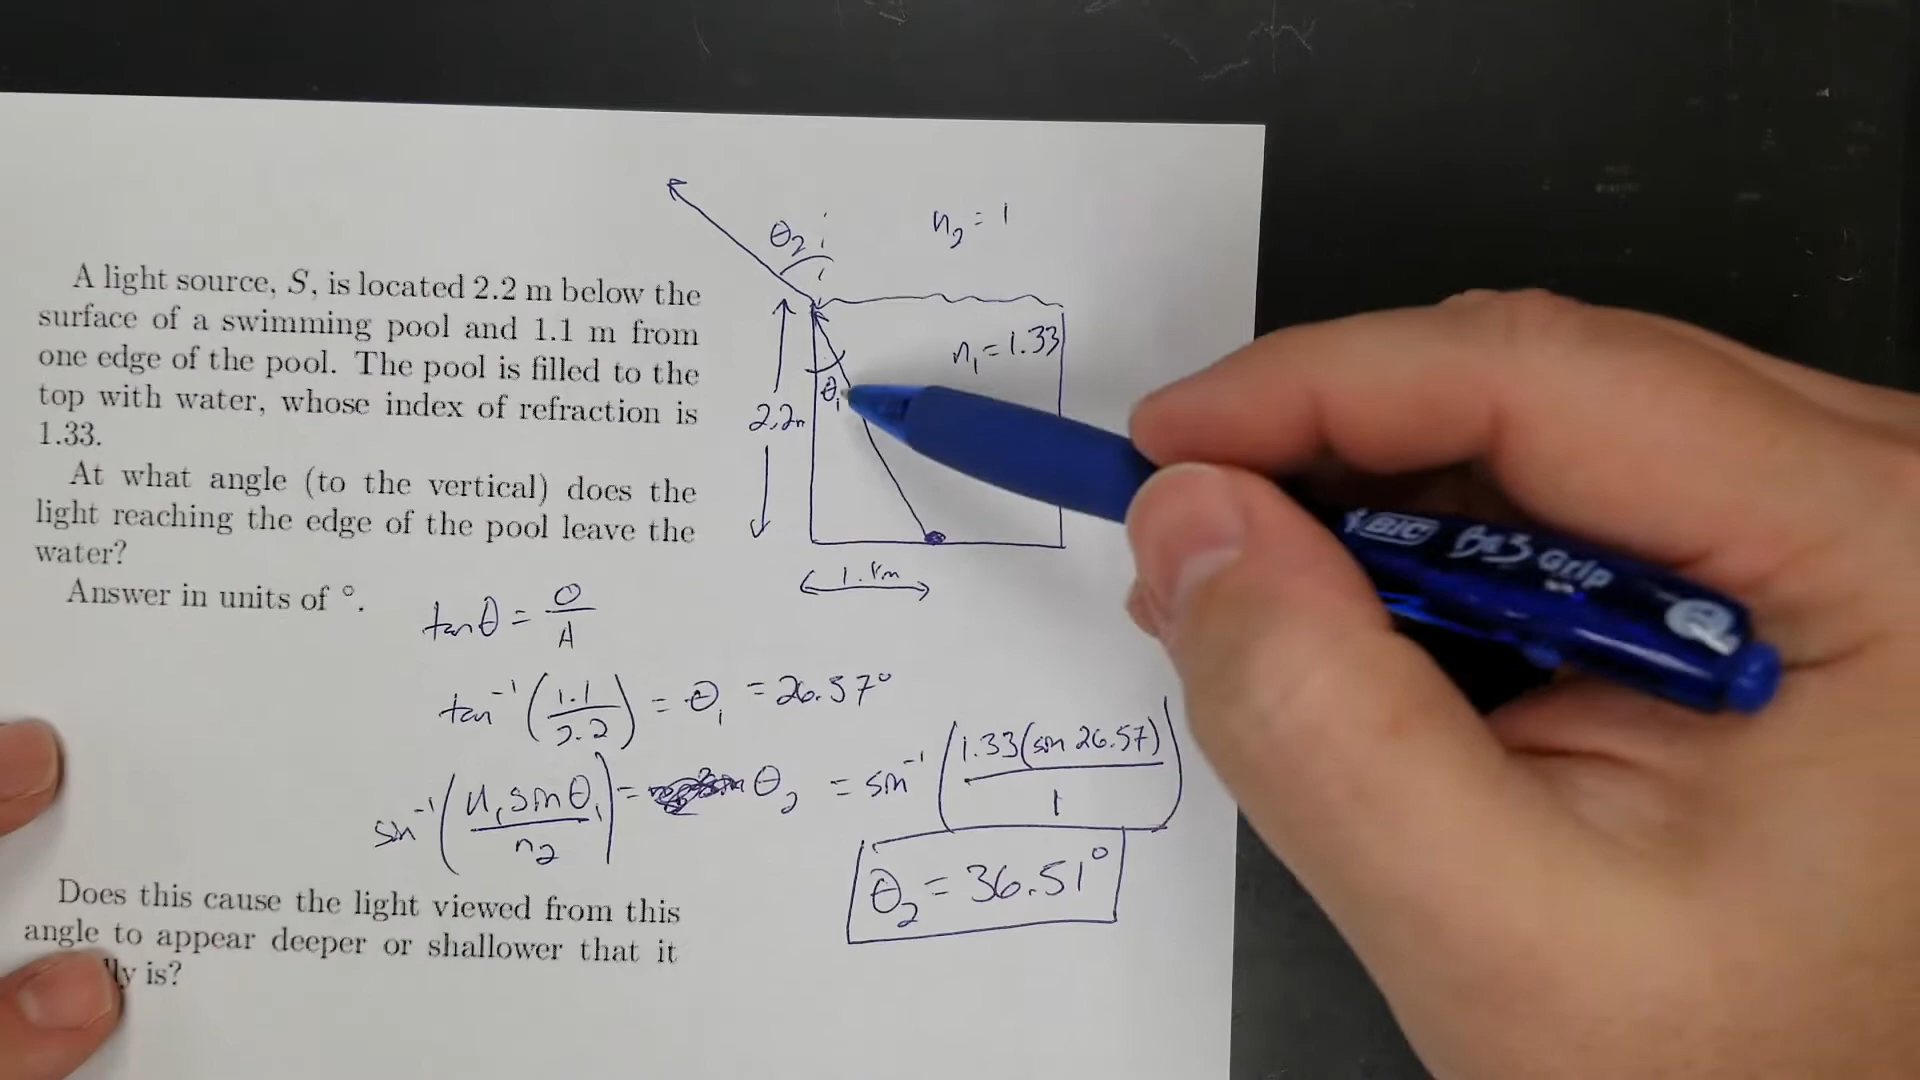 A light source, S, is located 2.2 m below the
surface of a swimming pool and 1.1 m from
one edge of the pool. The pool is filled to the
top with water, whose index of refraction is
1.33.
At what angle (to the vertical) does the
light reaching the edge of the pool leave the
water?
Answer in units of °.
θ₂
n₂ = 1
n₁ = 1.33
θ₁
2.2m
1.1m
tanθ = O/A
tan⁻¹(1.1/2.2) = θ₁ = 26.57°
sin⁻¹(n₁sinθ₁/n₂) = θ₂ = sin⁻¹(1.33(sin 26.57)/1)
θ₂ = 36.51°
Does this cause the light viewed from this
angle to appear deeper or shallower that it
lly is?
BIC Bu3 Grip